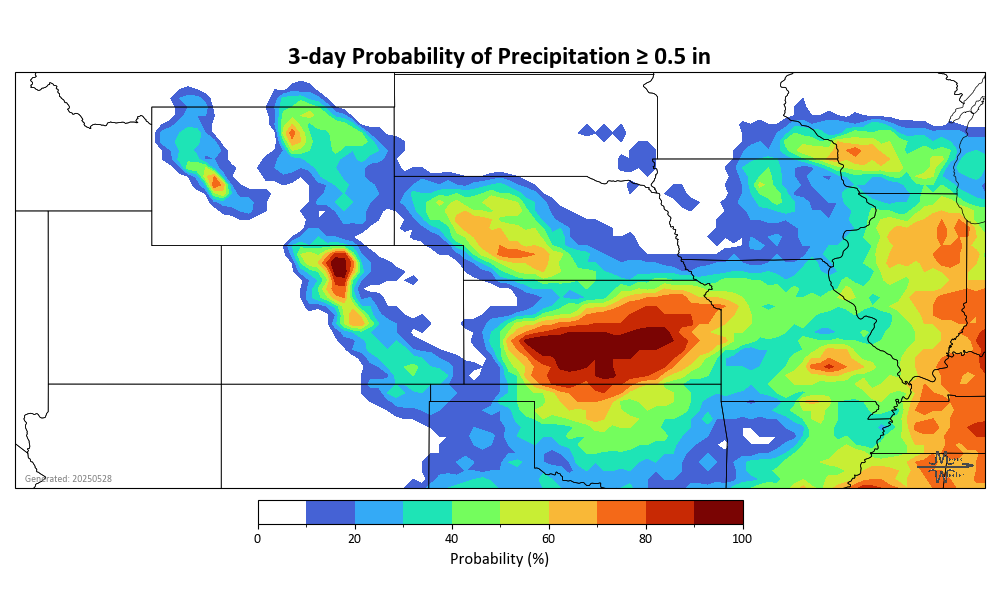 3-day Probability of Precipitation ≥ 0.5 in
Generated: 20250528
0 20 40 60 80 100
Probability (%)